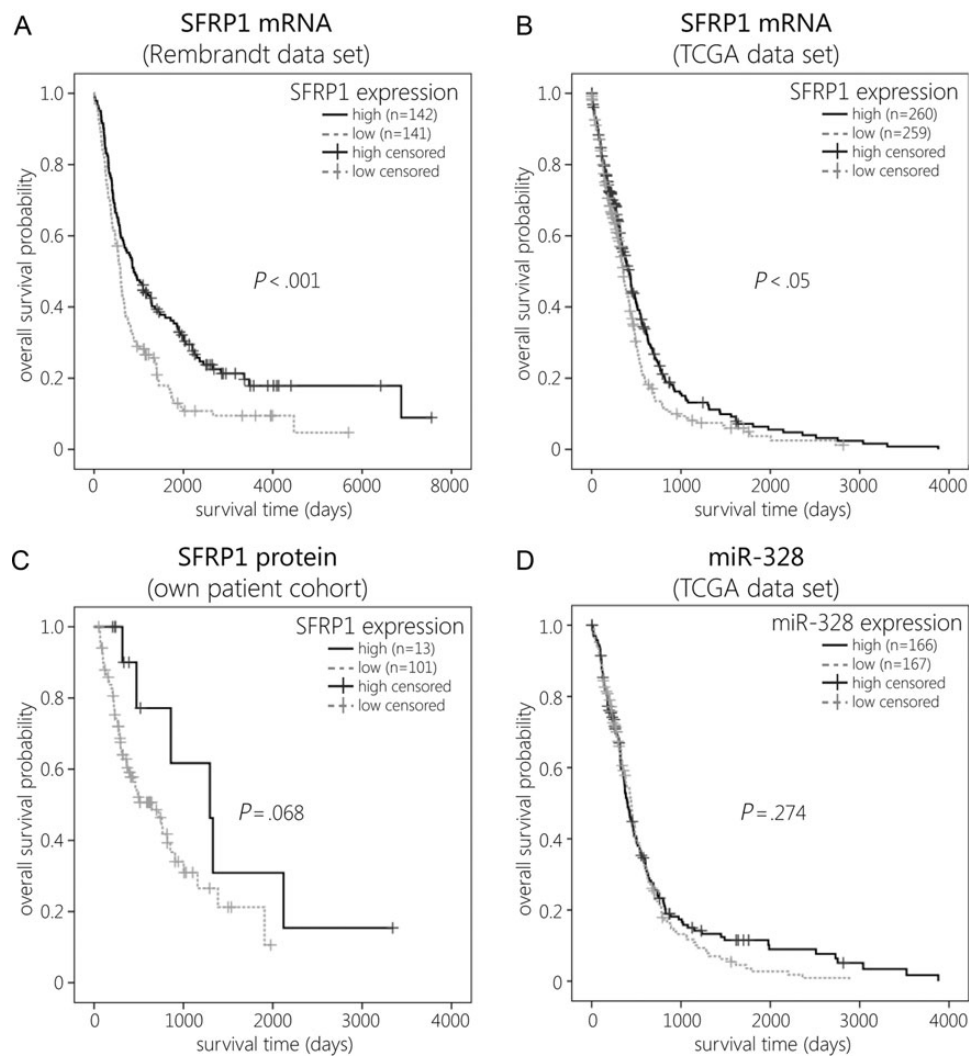 A
SFRP1 mRNA
(Rembrandt data set)
SFRP1 expression
high (n=142)
low (n=141)
high censored
low censored
P < .001
overall survival probability
1.0
0.8
0.6
0.4
0.2
0
0
2000
4000
6000
8000
survival time (days)
B
SFRP1 mRNA
(TCGA data set)
SFRP1 expression
high (n=260)
low (n=259)
high censored
low censored
P < .05
overall survival probability
1.0
0.8
0.6
0.4
0.2
0
0
1000
2000
3000
4000
survival time (days)
C
SFRP1 protein
(own patient cohort)
SFRP1 expression
high (n=13)
low (n=101)
high censored
low censored
P = .068
overall survival probability
1.0
0.8
0.6
0.4
0.2
0
0
1000
2000
3000
4000
survival time (days)
D
miR-328
(TCGA data set)
miR-328 expression
high (n=166)
low (n=167)
high censored
low censored
P = .274
overall survival probability
1.0
0.8
0.6
0.4
0.2
0
0
1000
2000
3000
4000
survival time (days)